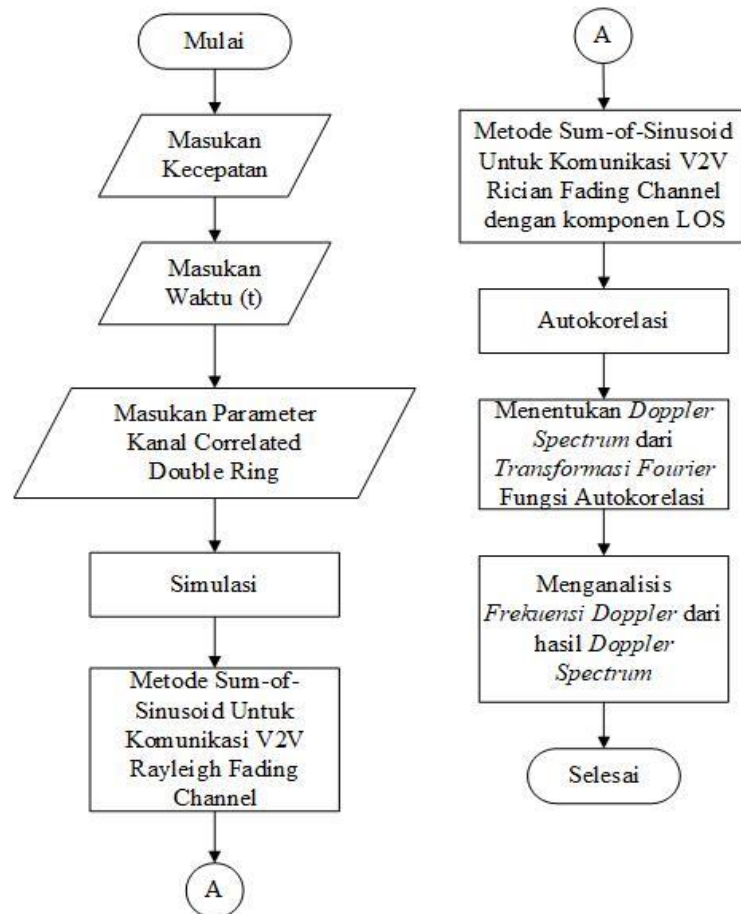 Mulai
Masukan
Kecepatan
Masukan
Waktu (t)
Masukan Parameter
Kanal Correlated
Double Ring
Simulasi
Metode Sum-of-
Sinusoid Untuk
Komunikasi V2V
Rayleigh Fading
Channel
A
A
Metode Sum-of-Sinusoid
Untuk Komunikasi V2V
Rician Fading Channel
dengan komponen LOS
Autokorelasi
Menentukan Doppler
Spectrum dari
Transformasi Fourier
Fungsi Autokorelasi
Menganalisis
Frekuensi Doppler dari
hasil Doppler
Spectrum
Selesai